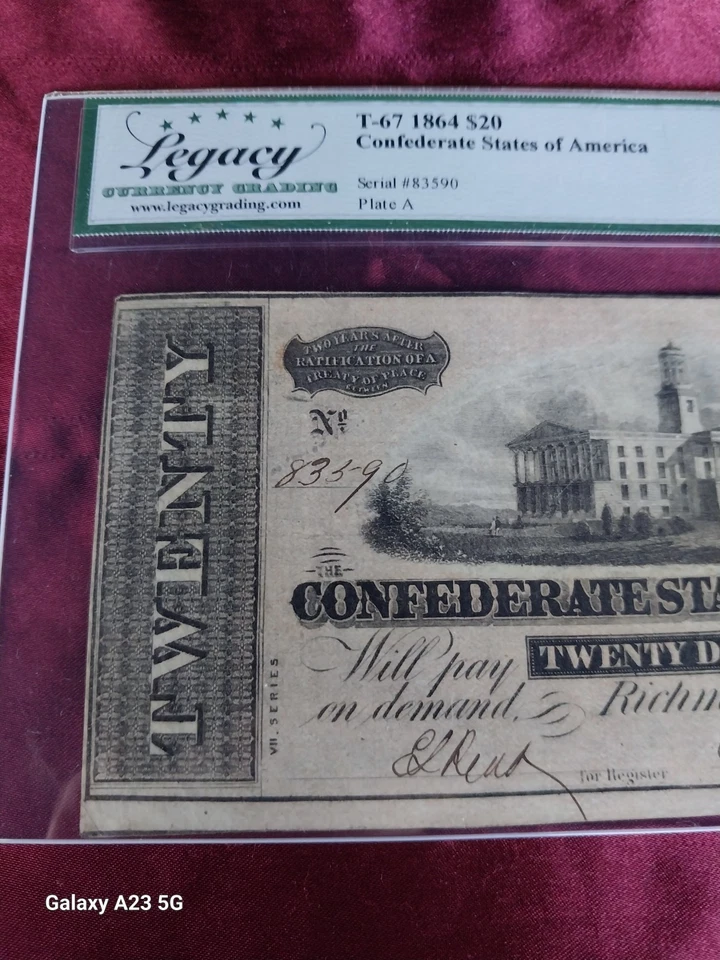 Legacy
CURRENCY GRADING
www.legacygrading.com
T-67 1864 $20
Confederate States of America
Serial #83590
Plate A
TWENTY
TWO YEARS AFTER
THE
RATIFICATION OF A
TREATY OF PEACE
BETWEEN
No
83590
THE
CONFEDERATE STA
Will pay TWENTY D
on demand. Richm
VII. SERIES
for Register
Galaxy A23 5G